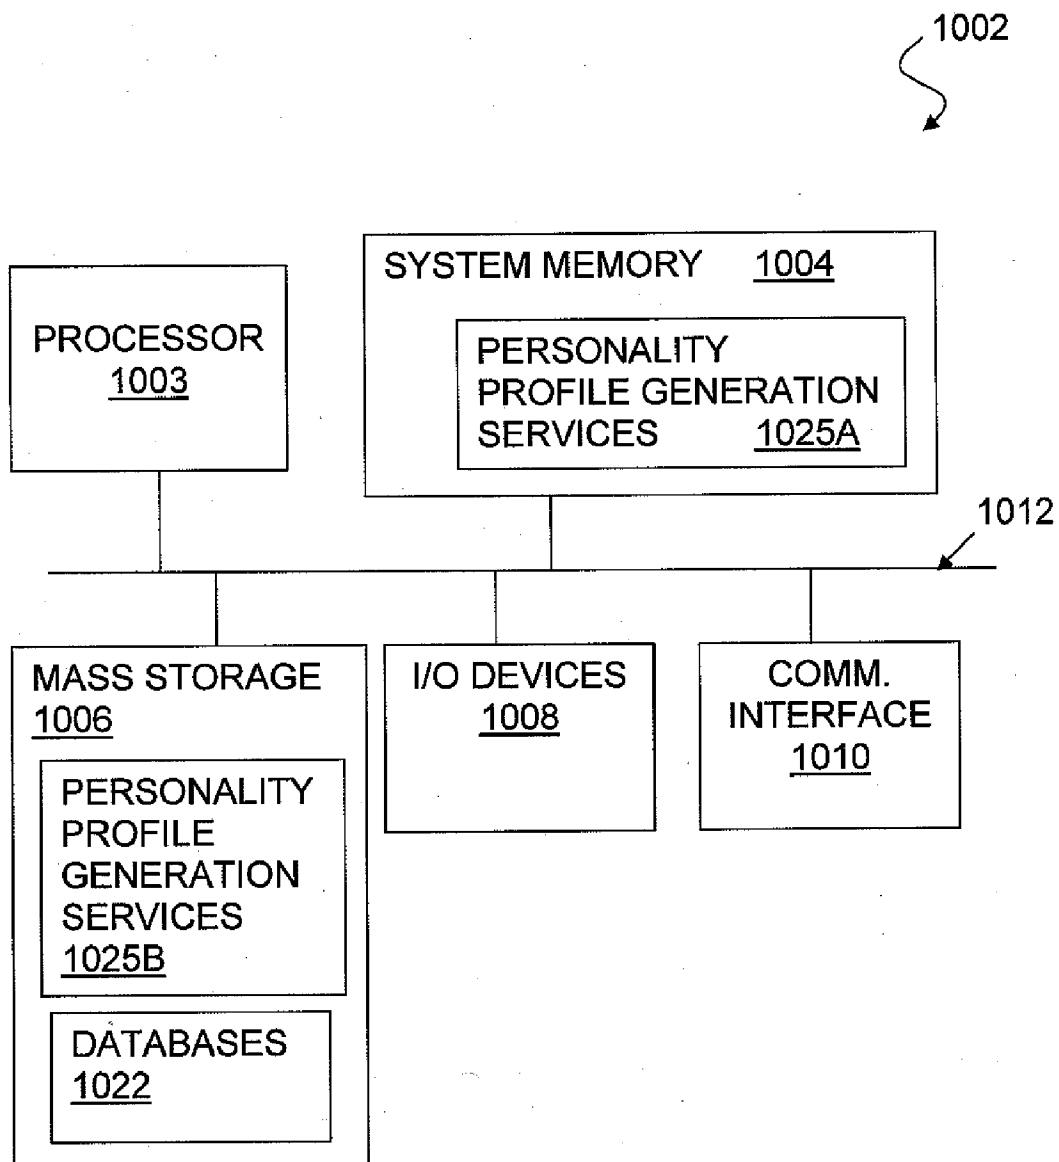 1002
SYSTEM MEMORY 1004
PROCESSOR
1003
PERSONALITY
PROFILE GENERATION
SERVICES 1025A
1012
MASS STORAGE
1006
PERSONALITY
PROFILE
GENERATION
SERVICES
1025B
DATABASES
1022
I/O DEVICES
1008
COMM.
INTERFACE
1010